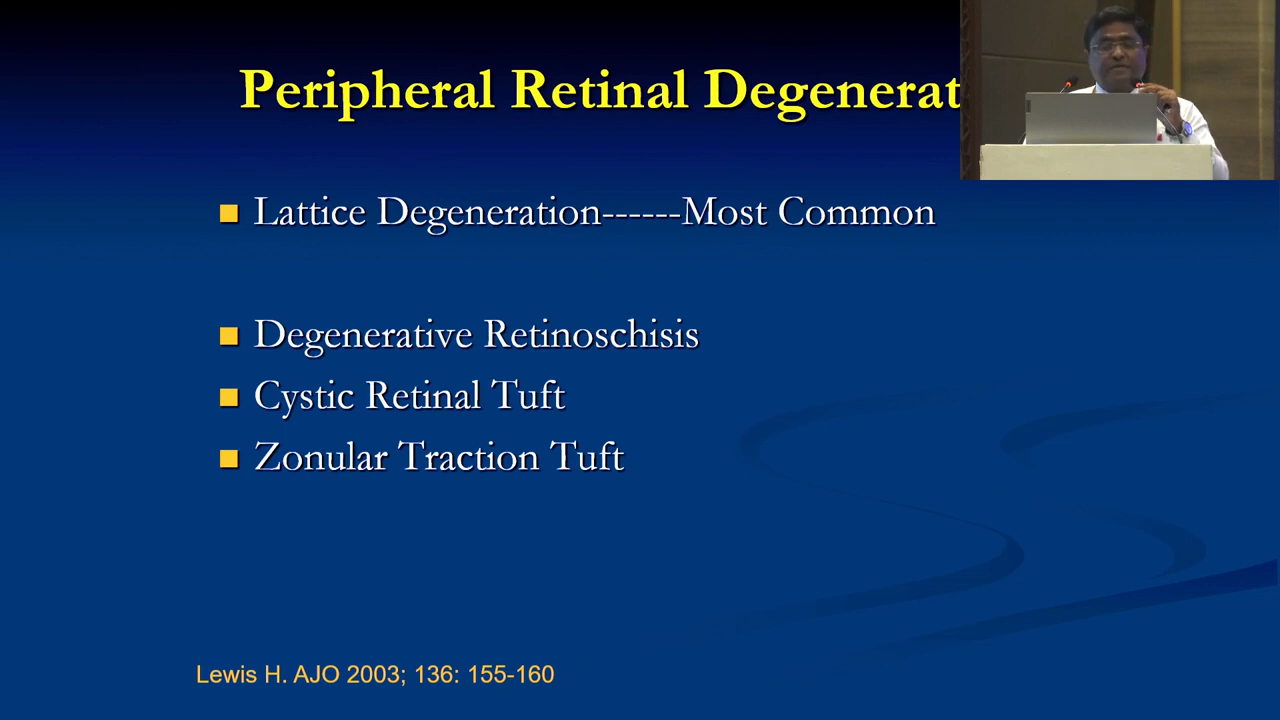 Peripheral Retinal Degenerat
Lattice Degeneration------Most Common
Degenerative Retinoschisis
Cystic Retinal Tuft
Zonular Traction Tuft
Lewis H. AJO 2003; 136: 155-160